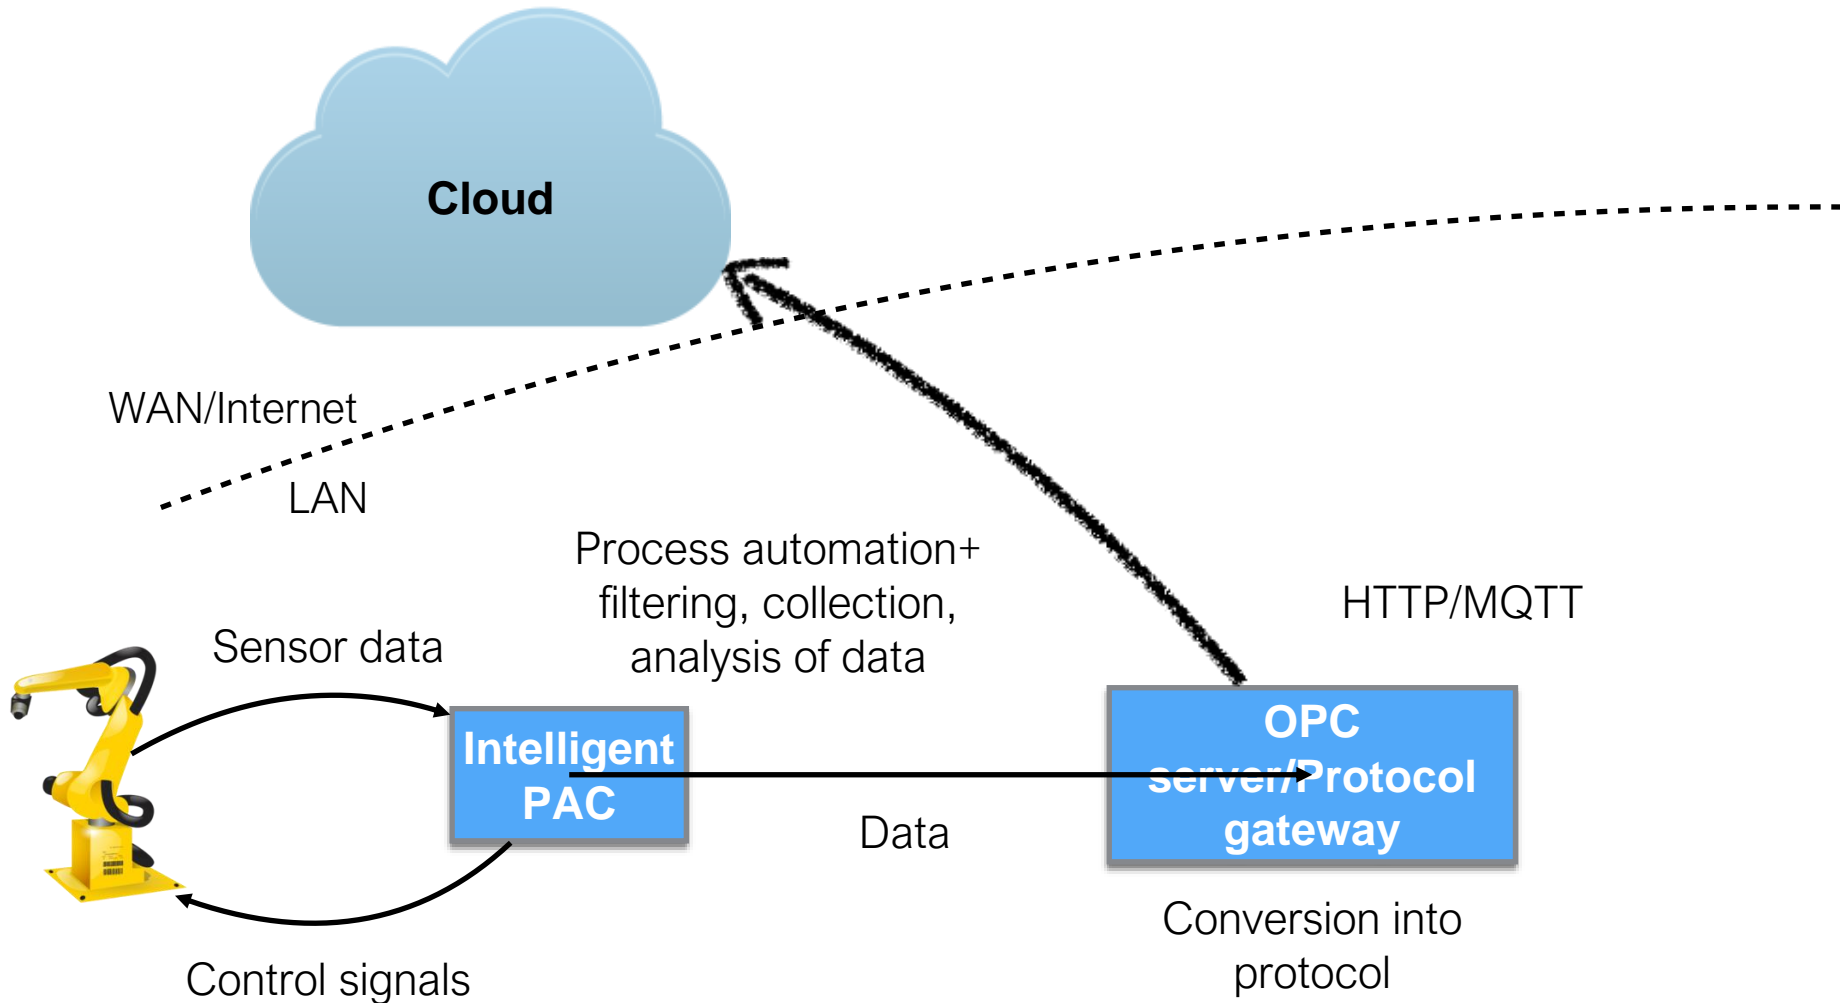 Cloud
WAN/Internet
LAN
Process automation+
filtering, collection,
analysis of data
HTTP/MQTT
Sensor data
Intelligent
PAC
OPC
server/Protocol
gateway
Data
Conversion into
protocol
Control signals